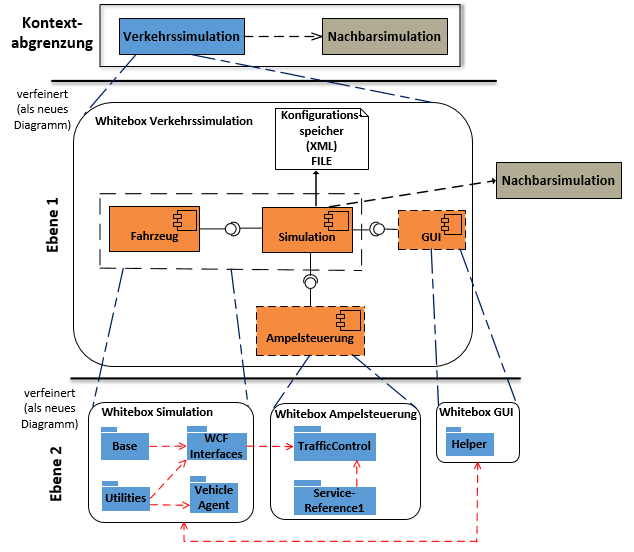 Kontext-
abgrenzung
Verkehrssimulation
Nachbarsimulation
verfeinert
(als neues
Diagramm)
Whitebox Verkehrssimulation
Konfigurations
speicher
(XML)
FILE
Nachbarsimulation
Ebene 1
Fahrzeug
Simulation
GUI
Ampelsteuerung
verfeinert
(als neues
Diagramm)
Whitebox Simulation
Whitebox Ampelsteuerung
Whitebox GUI
Ebene 2
Base
WCF
Interfaces
TrafficControl
Helper
Utilities
Vehicle
Agent
Service-
Reference1